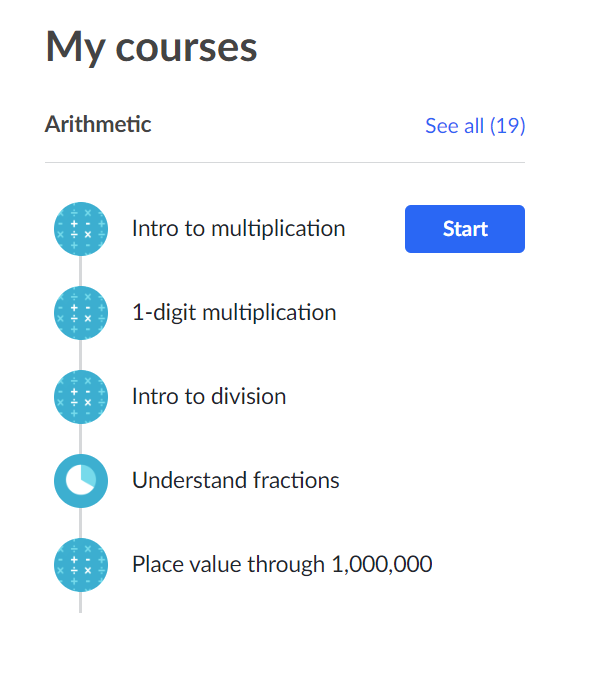 My courses
Arithmetic
See all (19)
Intro to multiplication
Start
1-digit multiplication
Intro to division
Understand fractions
Place value through 1,000,000